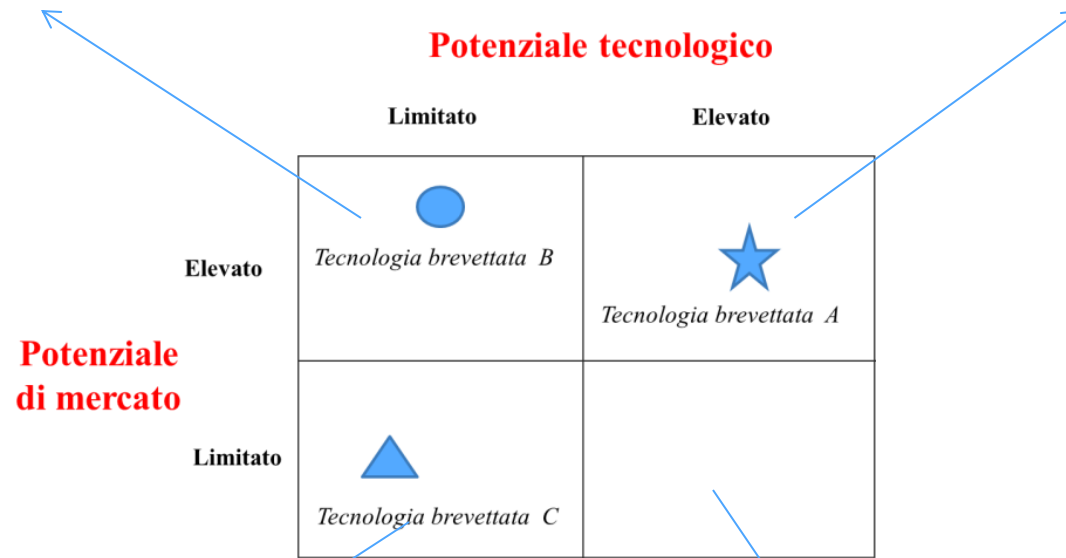 Potenziale tecnologico
Limitato
Elevato
Tecnologia brevettata B
Elevato
Tecnologia brevettata A
Potenziale
di mercato
Limitato
Tecnologia brevettata C